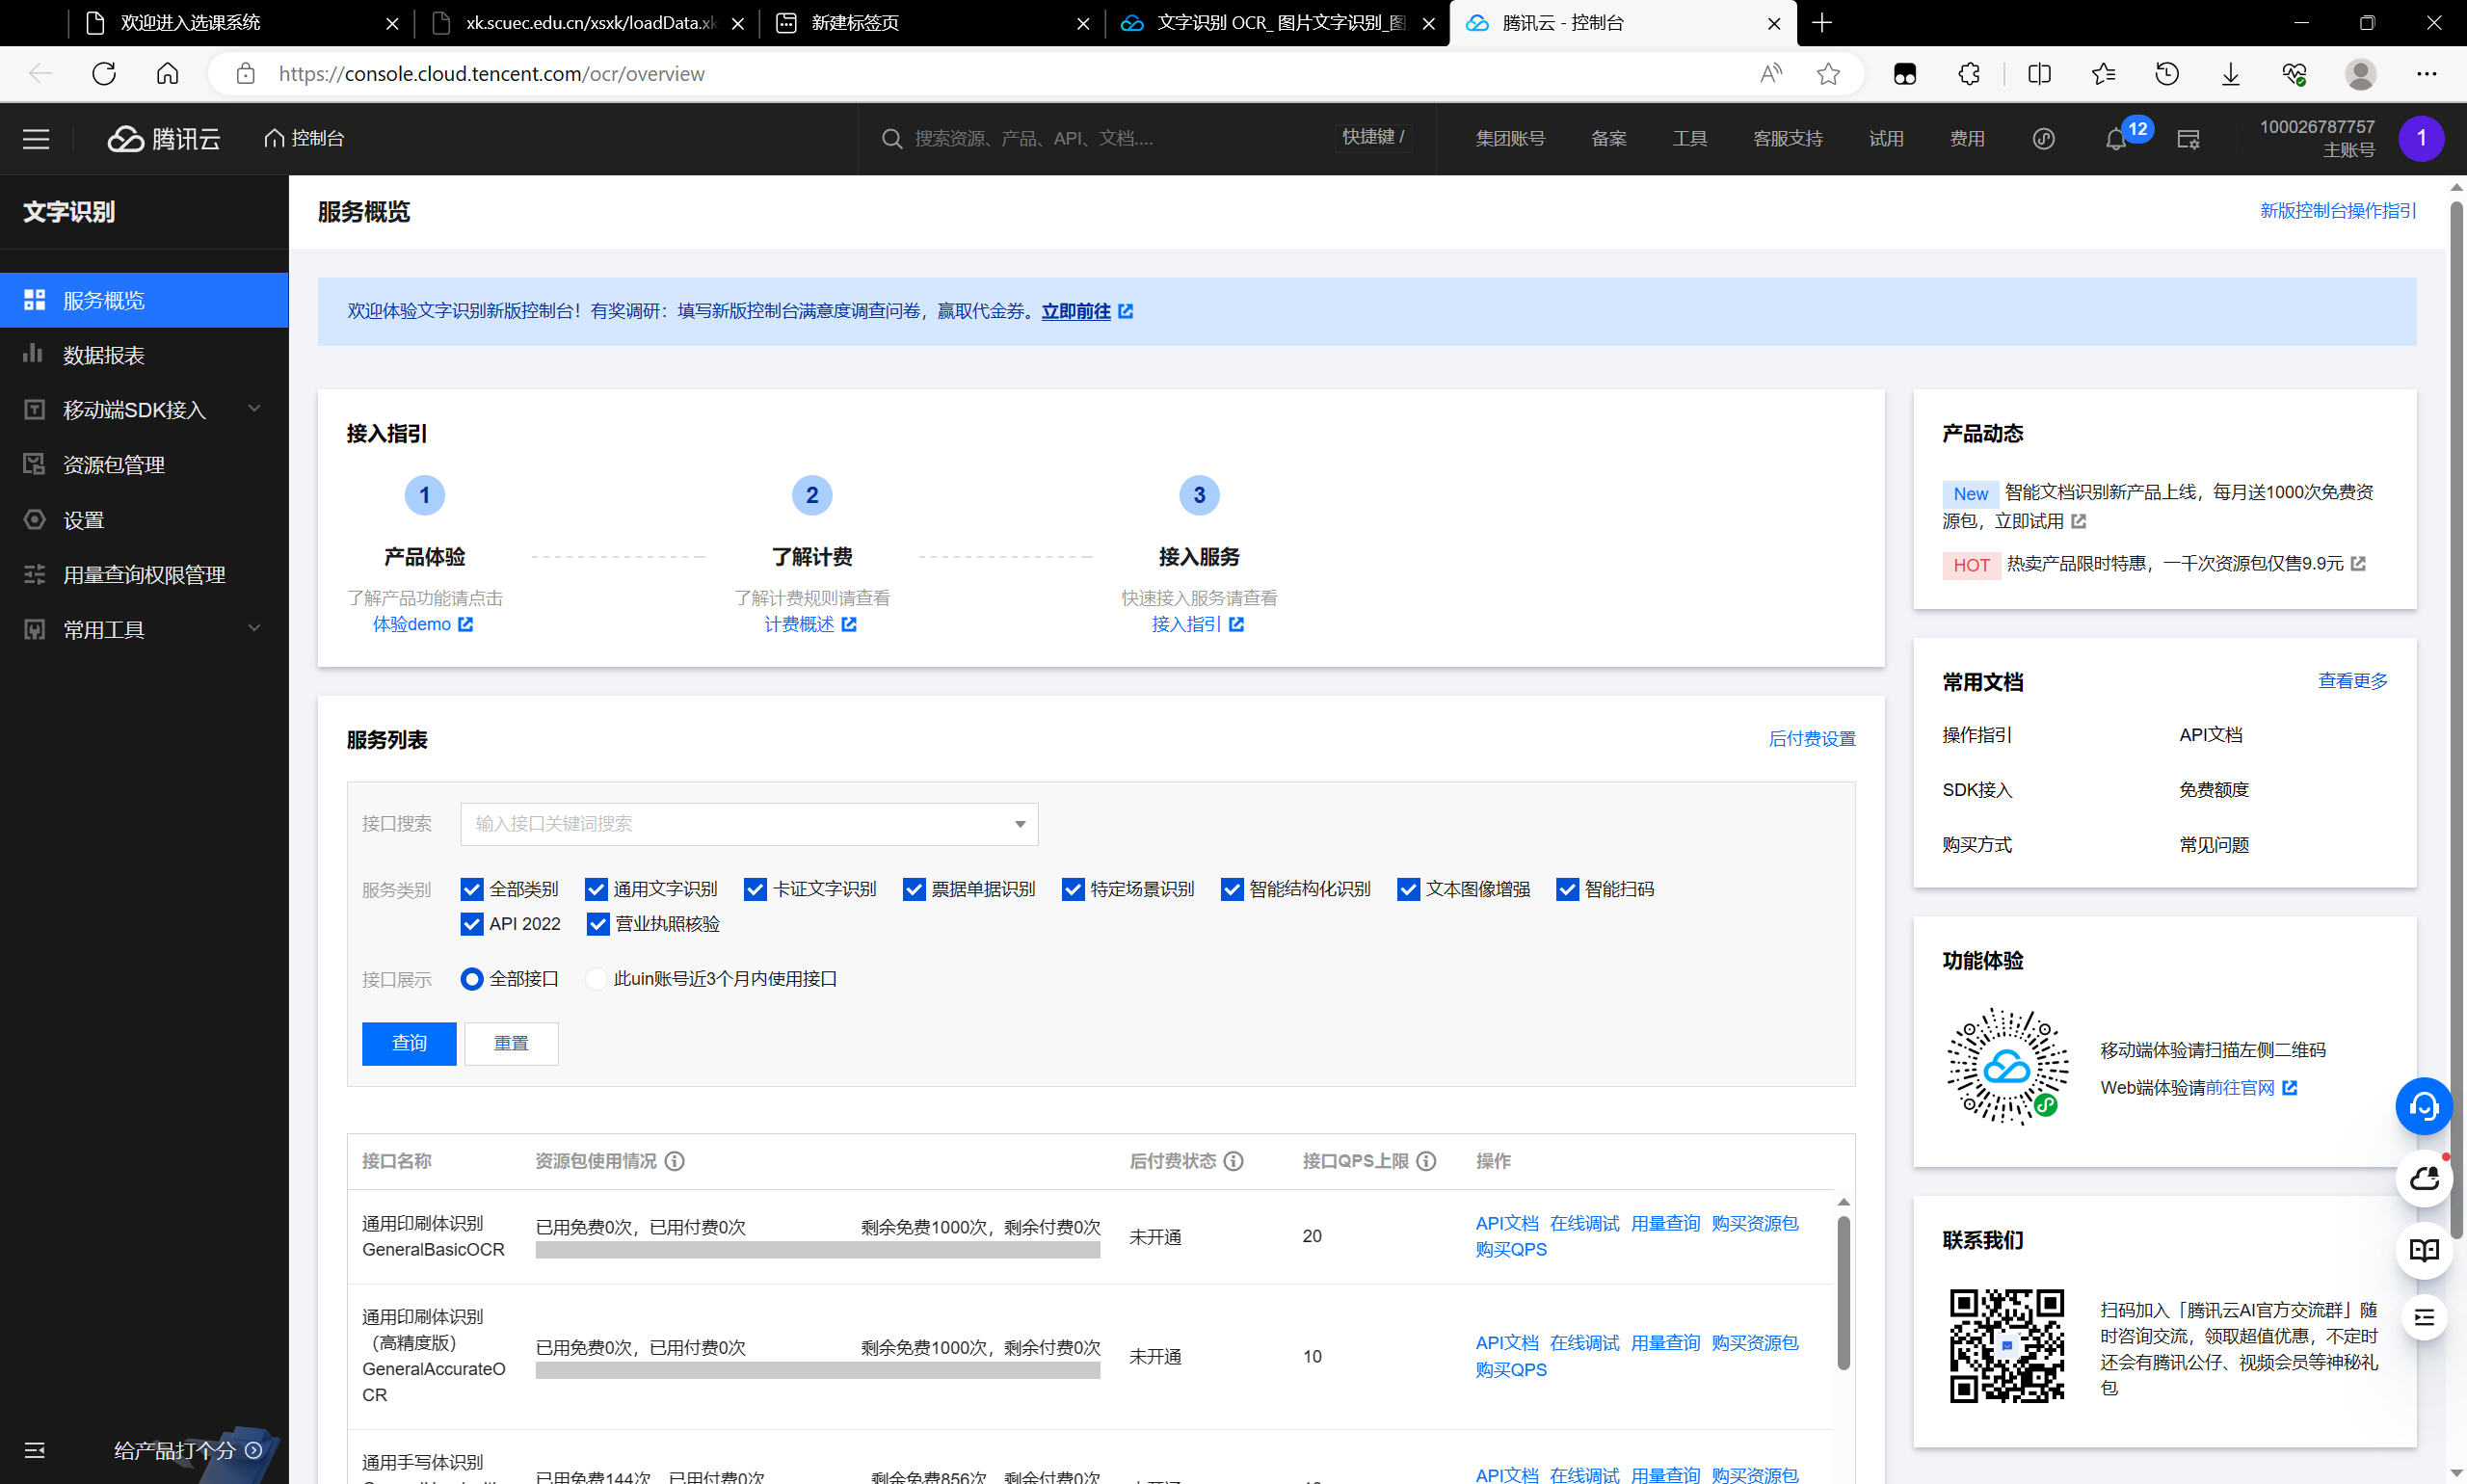 欢迎进入选课系统
xk.scuec.edu.cn/xsxk/loadData.xk
新建标签页
文字识别 OCR_ 图片文字识别_图
腾讯云 - 控制台
https://console.cloud.tencent.com/ocr/overview
腾讯云
控制台
搜索资源、产品、API、文档....
快捷键 /
集团账号
备案
工具
客服支持
试用
费用
12
100026787757
主账号
1
文字识别
服务概览
数据报表
移动端SDK接入
资源包管理
设置
用量查询权限管理
常用工具
给产品打个分
服务概览
新版控制台操作指引
欢迎体验文字识别新版控制台！有奖调研：填写新版控制台满意度调查问卷，赢取代金券。立即前往
接入指引
1
产品体验
了解产品功能请点击
体验demo
2
了解计费
了解计费规则请查看
计费概述
3
接入服务
快速接入服务请查看
接入指引
服务列表
后付费设置
接口搜索
输入接口关键词搜索
服务类别
全部类别 通用文字识别 卡证文字识别 票据单据识别 特定场景识别 智能结构化识别 文本图像增强 智能扫码
API 2022 营业执照核验
接口展示
全部接口 此uin账号近3个月内使用接口
查询 重置
接口名称 资源包使用情况 后付费状态 接口QPS上限 操作
通用印刷体识别
GeneralBasicOCR
已用免费0次，已用付费0次 剩余免费1000次，剩余付费0次
未开通
20
API文档 在线调试 用量查询 购买资源包
购买QPS
通用印刷体识别
（高精度版）
GeneralAccurateO
CR
已用免费0次，已用付费0次 剩余免费1000次，剩余付费0次
未开通
10
API文档 在线调试 用量查询 购买资源包
购买QPS
通用手写体识别
已用免费144次，已用付费0次 剩余免费856次，剩余付费0次
API文档 在线调试 用量查询 购买资源包
产品动态
New 智能文档识别新产品上线，每月送1000次免费资
源包，立即试用
HOT 热卖产品限时特惠，一千次资源包仅售9.9元
常用文档
查看更多
操作指引 API文档
SDK接入 免费额度
购买方式 常见问题
功能体验
移动端体验请扫描左侧二维码
Web端体验请前往官网
联系我们
扫码加入「腾讯云AI官方交流群」随
时咨询交流，领取超值优惠，不定时
还会有腾讯公仔、视频会员等神秘礼
包